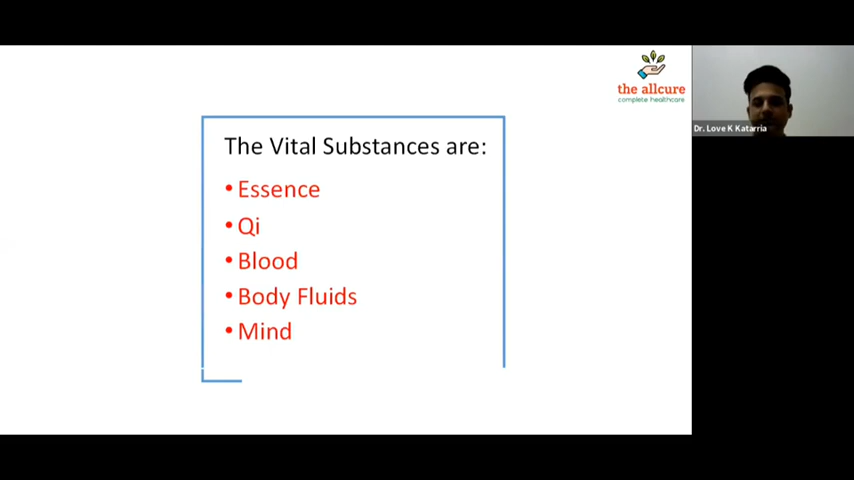 the allcure
complete healthcare
Dr. Love K Katarria
The Vital Substances are:
• Essence
• Qi
• Blood
• Body Fluids
• Mind